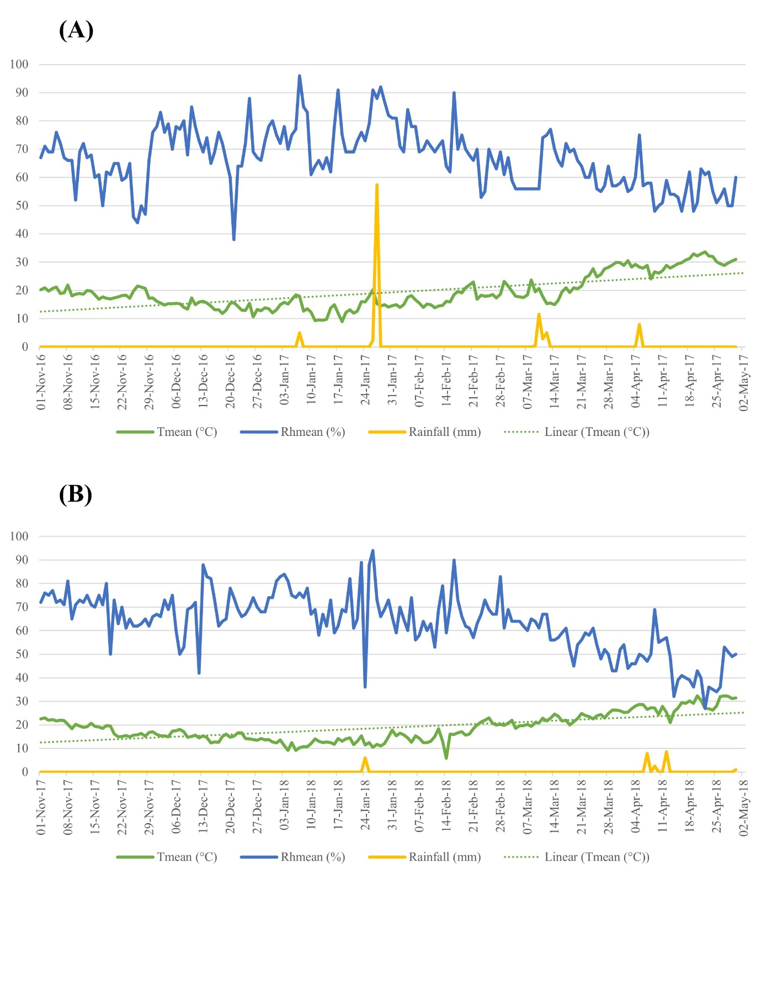 (A)
100
90
80
70
60
50
40
30
20
10
0
01-Nov-16
08-Nov-16
15-Nov-16
22-Nov-16
29-Nov-16
06-Dec-16
13-Dec-16
20-Dec-16
27-Dec-16
03-Jan-17
10-Jan-17
17-Jan-17
24-Jan-17
31-Jan-17
07-Feb-17
14-Feb-17
21-Feb-17
28-Feb-17
07-Mar-17
14-Mar-17
21-Mar-17
28-Mar-17
04-Apr-17
11-Apr-17
18-Apr-17
25-Apr-17
02-May-17
Tmean (°C) Rhmean (%) Rainfall (mm) Linear (Tmean (°C))
(B)
100
90
80
70
60
50
40
30
20
10
0
01-Nov-17
08-Nov-17
15-Nov-17
22-Nov-17
29-Nov-17
06-Dec-17
13-Dec-17
20-Dec-17
27-Dec-17
03-Jan-18
10-Jan-18
17-Jan-18
24-Jan-18
31-Jan-18
07-Feb-18
14-Feb-18
21-Feb-18
28-Feb-18
07-Mar-18
14-Mar-18
21-Mar-18
28-Mar-18
04-Apr-18
11-Apr-18
18-Apr-18
25-Apr-18
02-May-18
Tmean (°C) Rhmean (%) Rainfall (mm) Linear (Tmean (°C))